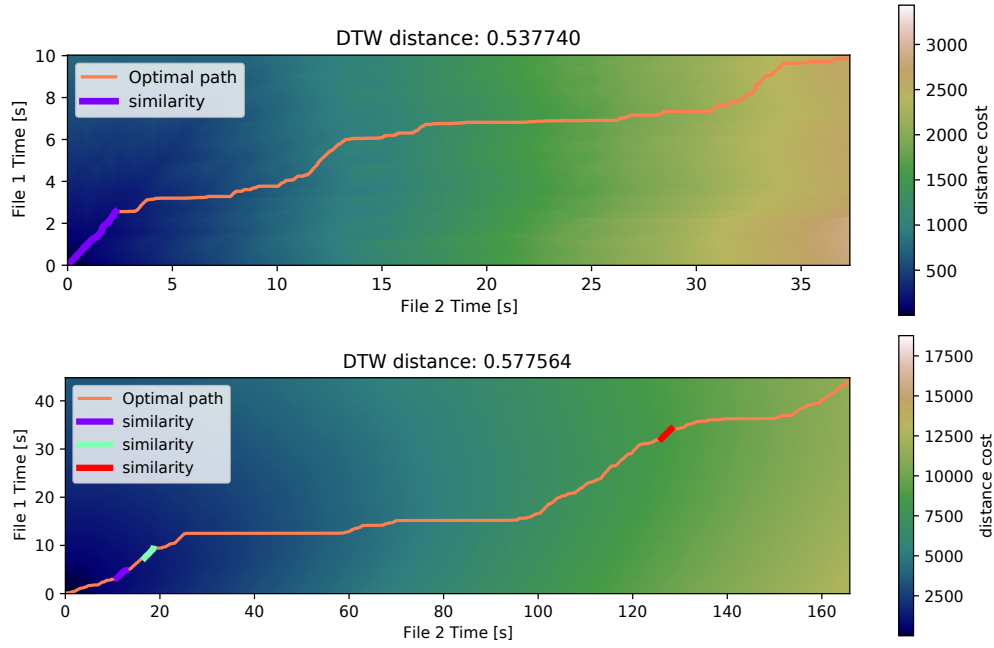 DTW distance: 0.537740
File 1 Time [s]
10
8
6
4
2
0
Optimal path
similarity
0 5 10 15 20 25 30 35
File 2 Time [s]
3000
2500
2000
1500
1000
500
distance cost
DTW distance: 0.577564
File 1 Time [s]
40
30
20
10
0
Optimal path
similarity
similarity
similarity
0 20 40 60 80 100 120 140 160
File 2 Time [s]
17500
15000
12500
10000
7500
5000
2500
distance cost